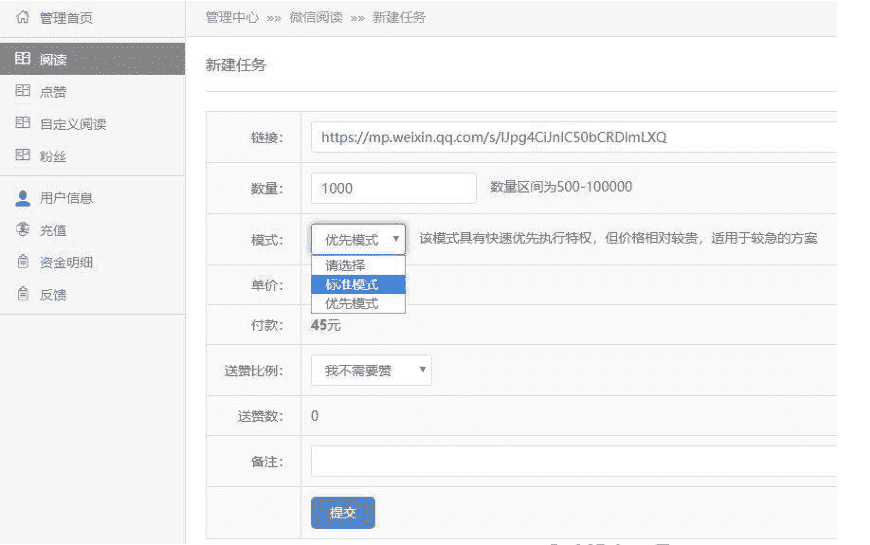 管理首页
管理中心 »» 微信阅读 »» 新建任务
阅读
点赞
自定义阅读
粉丝
用户信息
充值
资金明细
反馈
新建任务
链接: https://mp.weixin.qq.com/s/lJpg4CiJnIC50bCRDimLXQ
数量: 1000 数量区间为500-100000
模式: 优先模式 该模式具有快速优先执行特权，但价格相对较贵，适用于较急的方案
请选择
标准模式
优先模式
单价:
付款: 45元
送赞比例: 我不需要赞
送赞数: 0
备注:
提交